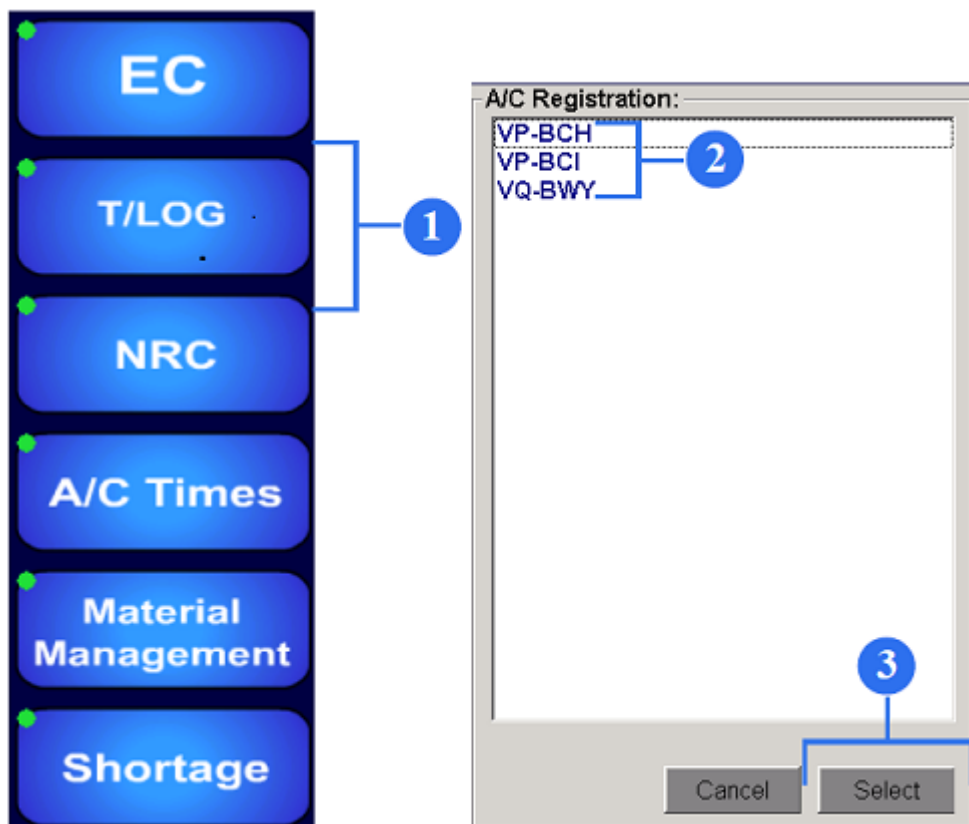 EC
T/LOG
NRC
A/C Times
Material
Management
Shortage
1
A/C Registration:
VP-BCH
VP-BCI
VQ-BWY
2
3
Cancel
Select